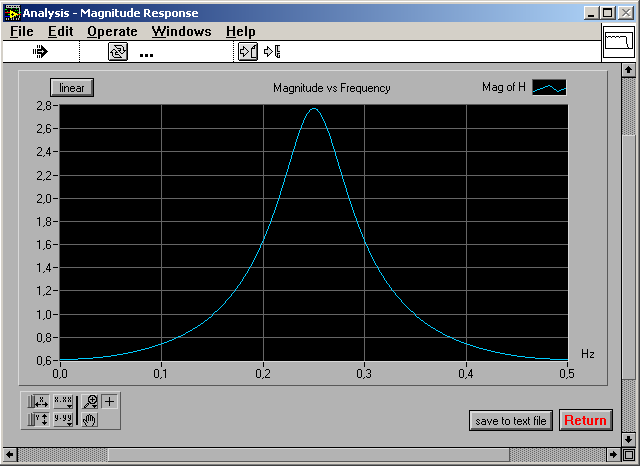 Analysis - Magnitude Response
File Edit Operate Windows Help
...
linear
Magnitude vs Frequency
Mag of H
2,8
2,6
2,4
2,2
2,0
1,8
1,6
1,4
1,2
1,0
0,8
0,6
Hz
0,0 0,1 0,2 0,3 0,4 0,5
X x.xx
Y y.yy
save to text file
Return